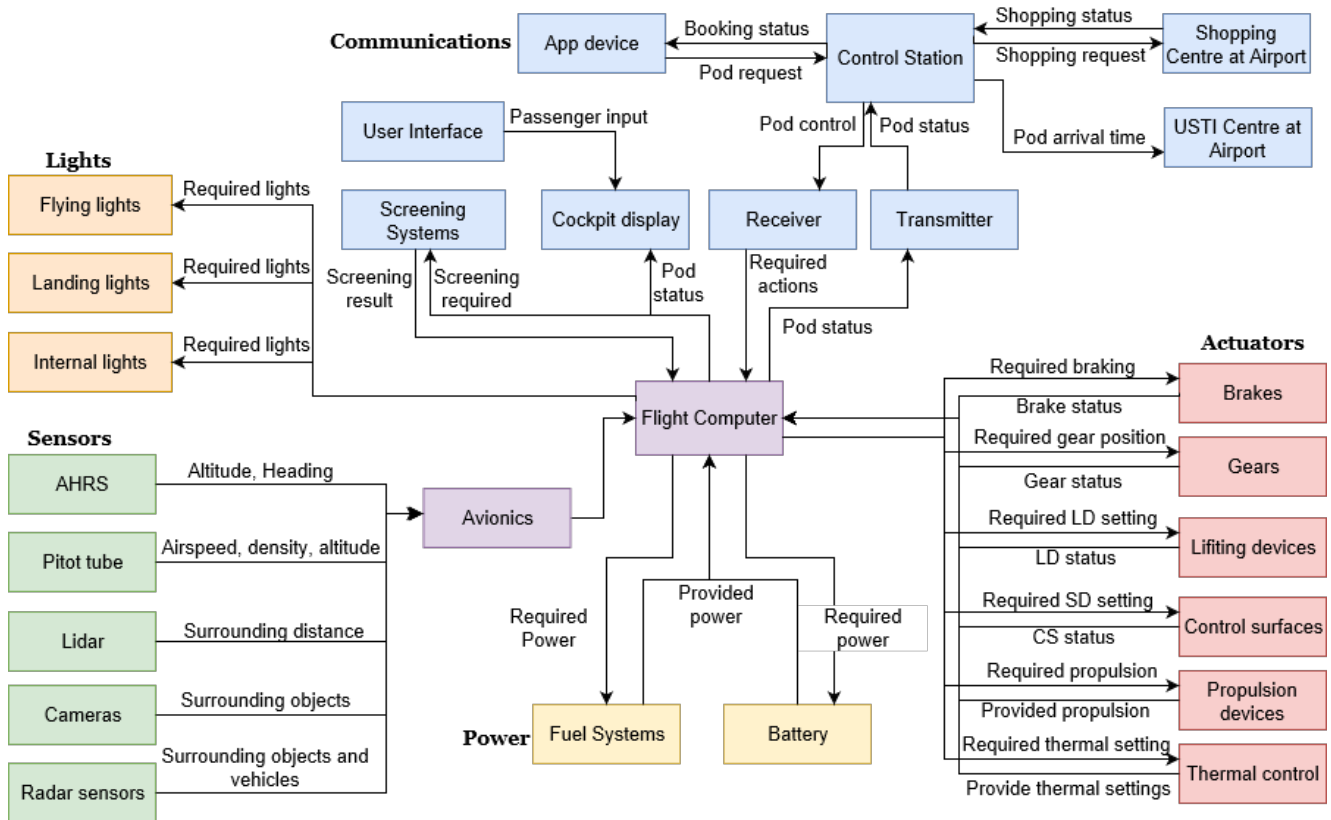 Communications
App device
Booking status
Pod request
Control Station
Shopping status
Shopping request
Shopping
Centre at Airport
User Interface
Passenger input
Pod control
Pod status
Pod arrival time
USTI Centre at
Airport
Lights
Flying lights
Required lights
Landing lights
Required lights
Internal lights
Required lights
Screening
Systems
Cockpit display
Receiver
Transmitter
Screening
result
Screening
required
Pod
status
Required
actions
Pod status
Flight Computer
Actuators
Required braking
Brakes
Brake status
Required gear position
Gears
Gear status
Required LD setting
Lifiting devices
LD status
Required SD setting
Control surfaces
CS status
Required propulsion
Propulsion
devices
Provided propulsion
Required thermal setting
Thermal control
Provide thermal settings
Sensors
AHRS
Altitude, Heading
Avionics
Pitot tube
Airspeed, density, altitude
Lidar
Surrounding distance
Cameras
Surrounding objects
Radar sensors
Surrounding objects and
vehicles
Required
Power
Provided
power
Required
power
Power
Fuel Systems
Battery